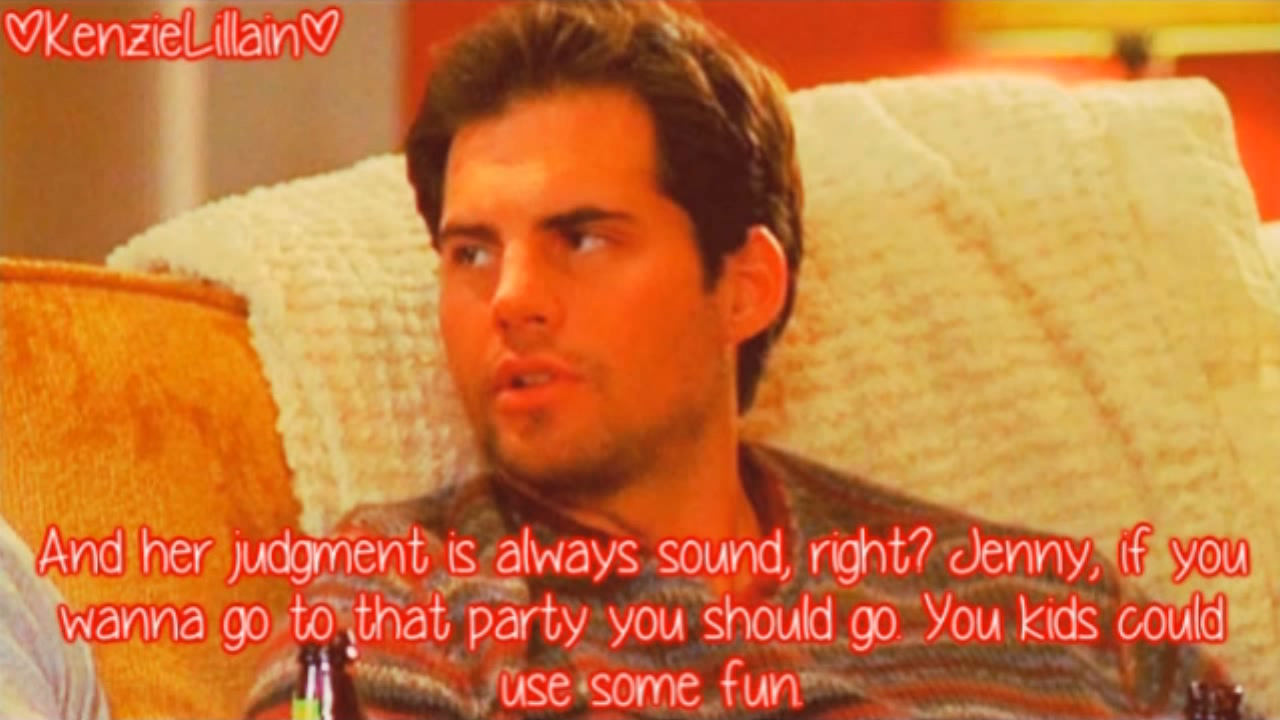 ♡KenzieLillain♡
And her judgment is always sound, right? Jenny, if you
wanna go to that party you should go. You kids could
use some fun.